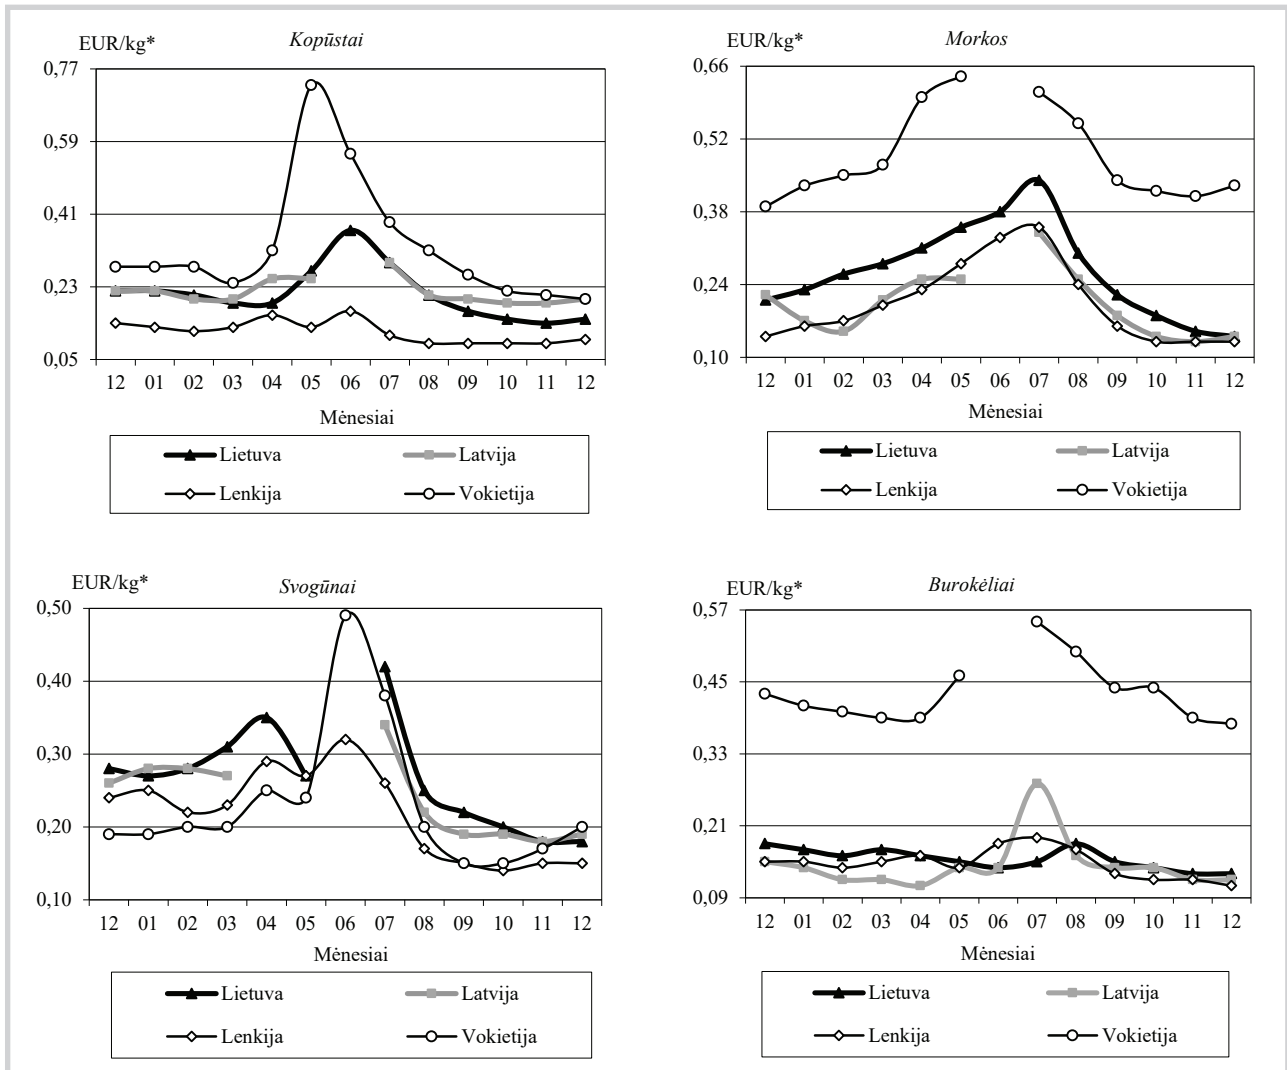 EUR/kg*
Kopūstai
0,77
0,59
0,41
0,23
0,05
12 01 02 03 04 05 06 07 08 09 10 11 12
Mėnesiai
Lietuva Latvija
Lenkija Vokietija
EUR/kg*
Morkos
0,66
0,52
0,38
0,24
0,10
12 01 02 03 04 05 06 07 08 09 10 11 12
Mėnesiai
Lietuva Latvija
Lenkija Vokietija
EUR/kg*
Svogūnai
0,50
0,40
0,30
0,20
0,10
12 01 02 03 04 05 06 07 08 09 10 11 12
Mėnesiai
Lietuva Latvija
Lenkija Vokietija
EUR/kg*
Burokėliai
0,57
0,45
0,33
0,21
0,09
12 01 02 03 04 05 06 07 08 09 10 11 12
Mėnesiai
Lietuva Latvija
Lenkija Vokietija